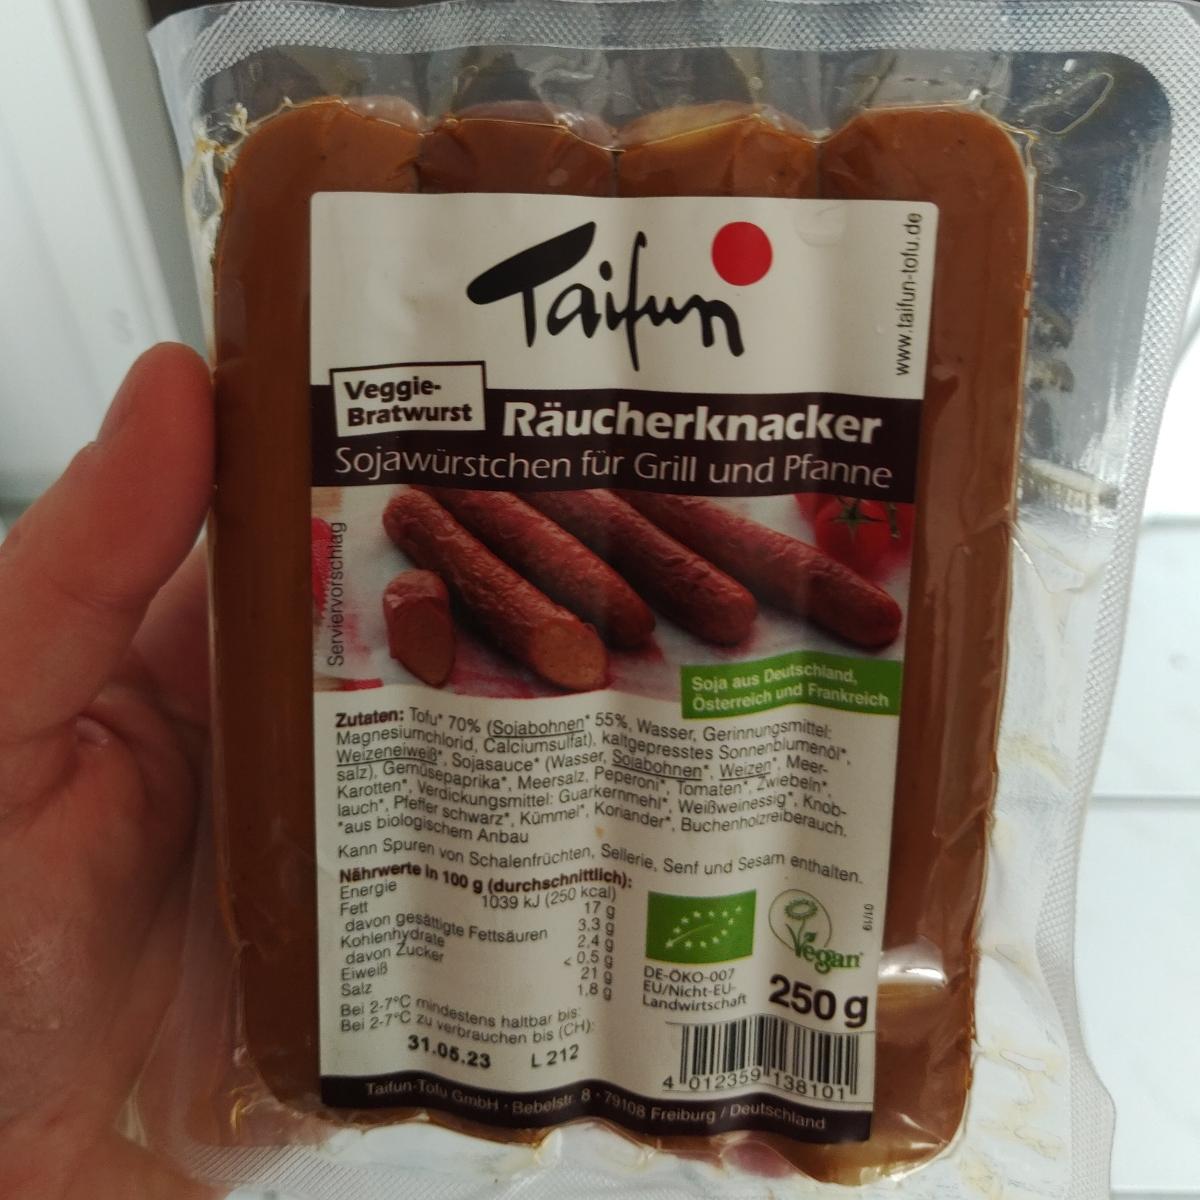 Taifun
www.taifun-tofu.de
Veggie-
Bratwurst
Räucherknacker
Sojawürstchen für Grill und Pfanne
Serviervorschlag
Soja aus Deutschland,
Österreich und Frankreich
Zutaten: Tofu* 70% (Sojabohnen* 55%, Wasser, Gerinnungsmittel:
Magnesiumchlorid, Calciumsulfat), kaltgepresstes Sonnenblumenöl*,
Weizeneiweiß*, Sojasauce* (Wasser, Sojabohnen*, Weizen*, Meer-
salz), Gemüsepaprika*, Meersalz, Peperoni*, Tomaten*, Zwiebeln*,
Karotten*, Verdickungsmittel: Guarkernmehl*, Weißweinessig*, Knob-
lauch*, Pfeffer schwarz*, Kümmel*, Koriander*, Buchenholzreiberauch.
*aus biologischem Anbau
Kann Spuren von Schalenfrüchten, Sellerie, Senf und Sesam enthalten.
Nährwerte in 100 g (durchschnittlich):
Energie 1039 kJ (250 kcal)
Fett 17 g
davon gesättigte Fettsäuren 3,3 g
Kohlenhydrate 2,4 g
davon Zucker < 0,5 g
Eiweiß 21 g
Salz 1,8 g
Bei 2-7°C mindestens haltbar bis:
Bei 2-7°C zu verbrauchen bis (CH):
31.05.23 L 212
DE-ÖKO-007
EU/Nicht-EU-
Landwirtschaft
Vegan
01/19
250 g
4 012359 138101
Taifun-Tofu GmbH · Bebelstr. 8 · 79108 Freiburg / Deutschland